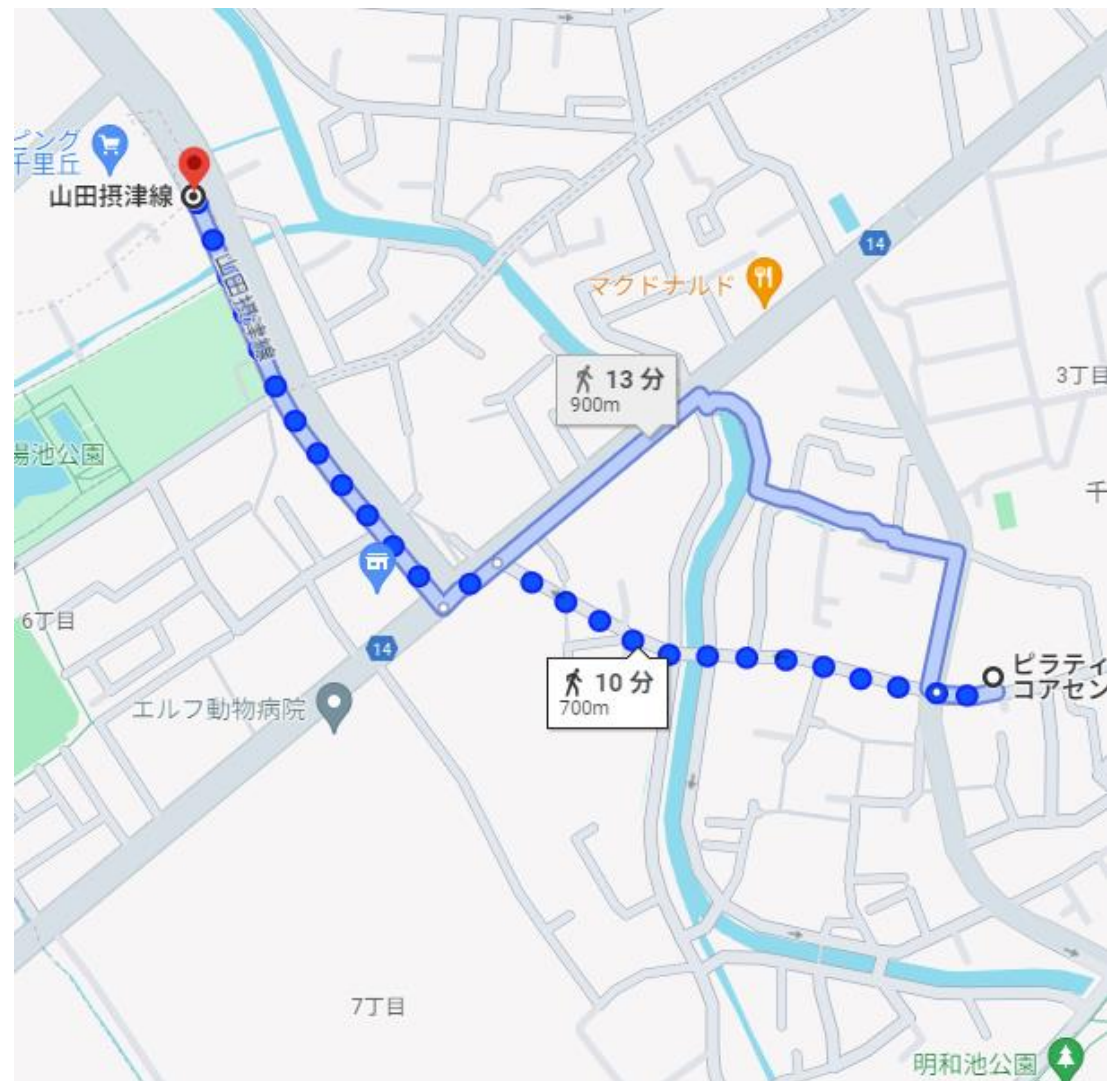 ピング
千里丘
山田摂津線
山田摂津線
14
マクドナルド
13 分
900m
3丁目
湯池公園
千
6丁目
14
10 分
700m
エルフ動物病院
ピラティ
コアセン
7丁目
明和池公園